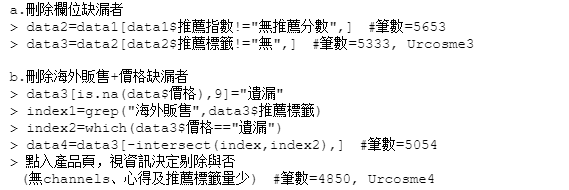 a.刪除欄位缺漏者
> data2=data1[data1$推薦指數!="無推薦分數",]  #筆數=5653
> data3=data2[data2$推薦標籤!="無",]  #筆數=5333, Urcosme3
b.刪除海外販售+價格缺漏者
> data3[is.na(data$價格),9]="遺漏"
> index1=grep("海外販售",data3$推薦標籤)
> index2=which(data3$價格=="遺漏")
> data4=data3[-intersect(index,index2),]  #筆數=5054
> 點入產品頁，視資訊決定剔除與否
(無channels、心得及推薦標籤量少)  #筆數=4850, Urcosme4